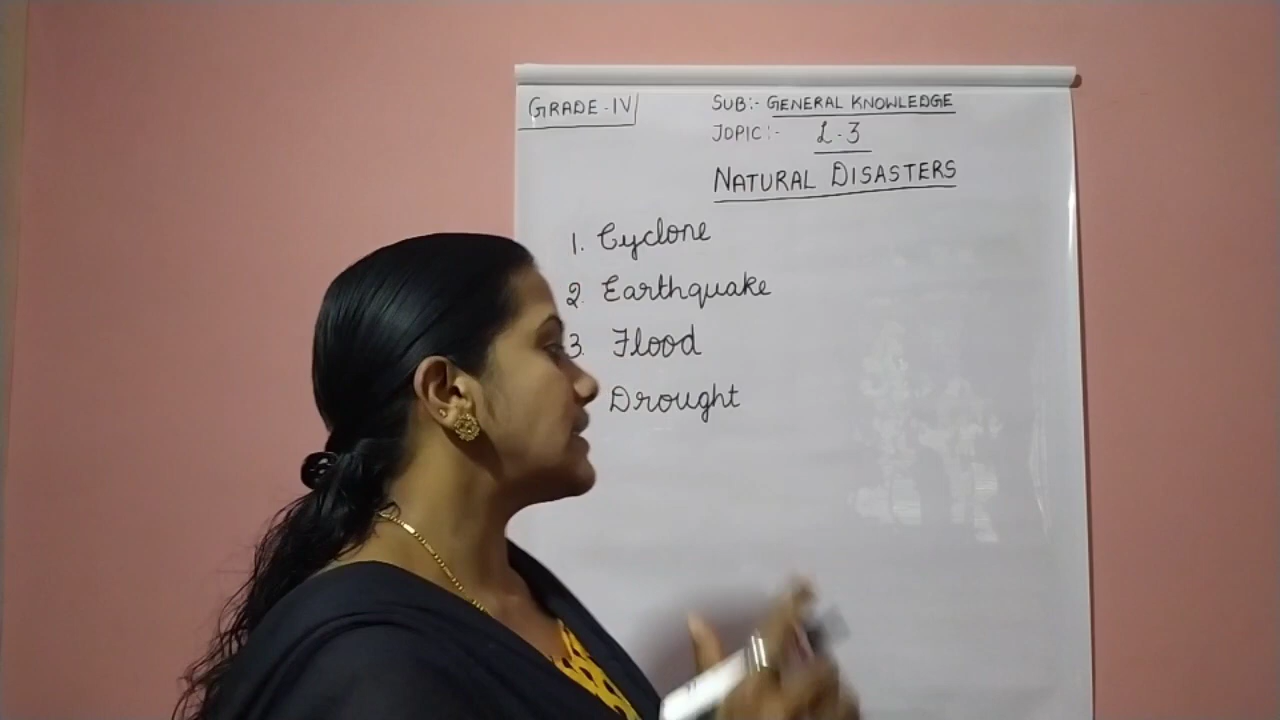 GRADE-IV
SUB:- GENERAL KNOWLEDGE
TOPIC:- L-3
NATURAL DISASTERS
1. Cyclone
2. Earthquake
3. Flood
Drought